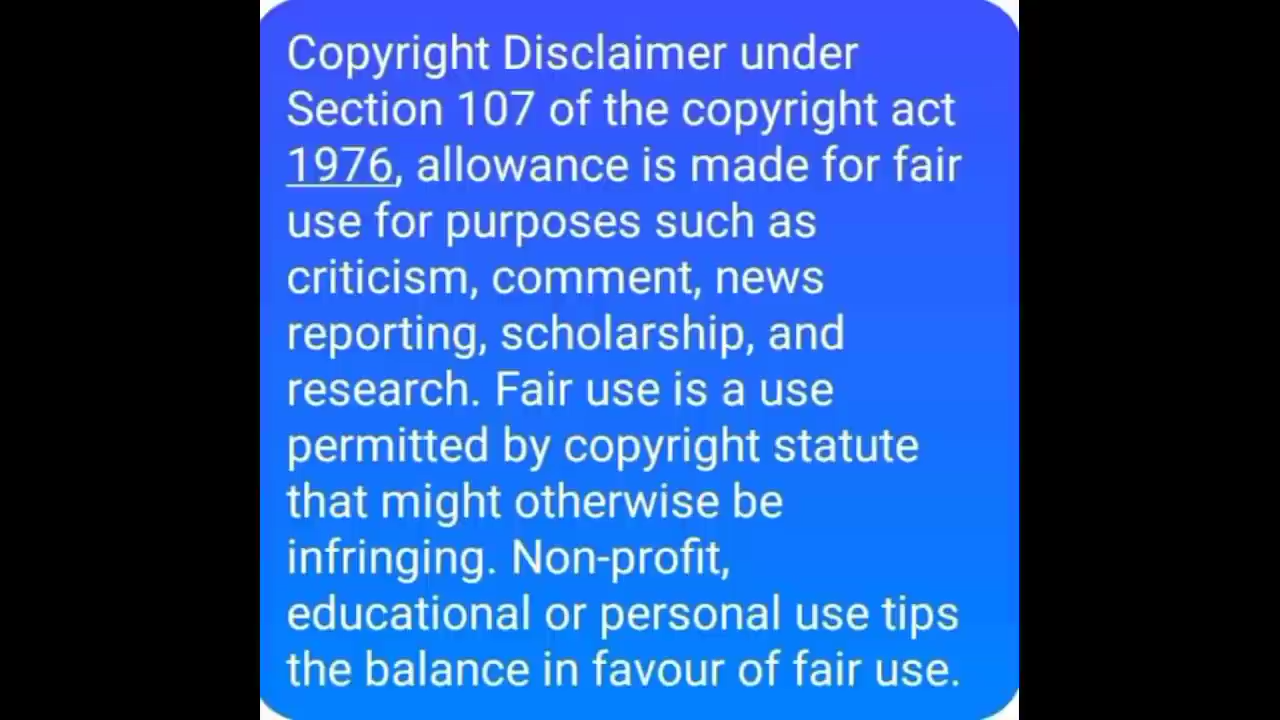 Copyright Disclaimer under
Section 107 of the copyright act
1976, allowance is made for fair
use for purposes such as
criticism, comment, news
reporting, scholarship, and
research. Fair use is a use
permitted by copyright statute
that might otherwise be
infringing. Non-profit,
educational or personal use tips
the balance in favour of fair use.